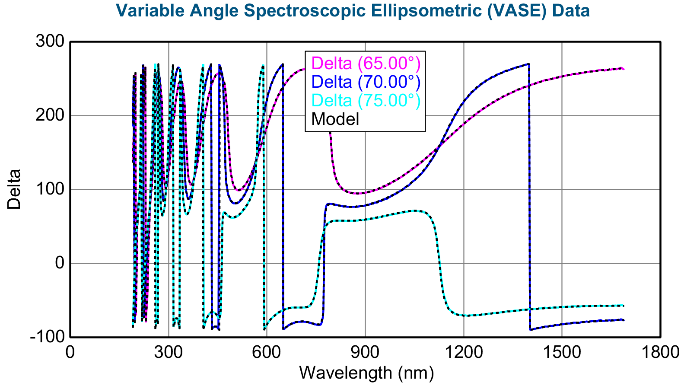 Variable Angle Spectroscopic Ellipsometric (VASE) Data
300
200
100
0
-100
Delta
Delta (65.00°)
Delta (70.00°)
Delta (75.00°)
Model
0 300 600 900 1200 1500 1800
Wavelength (nm)